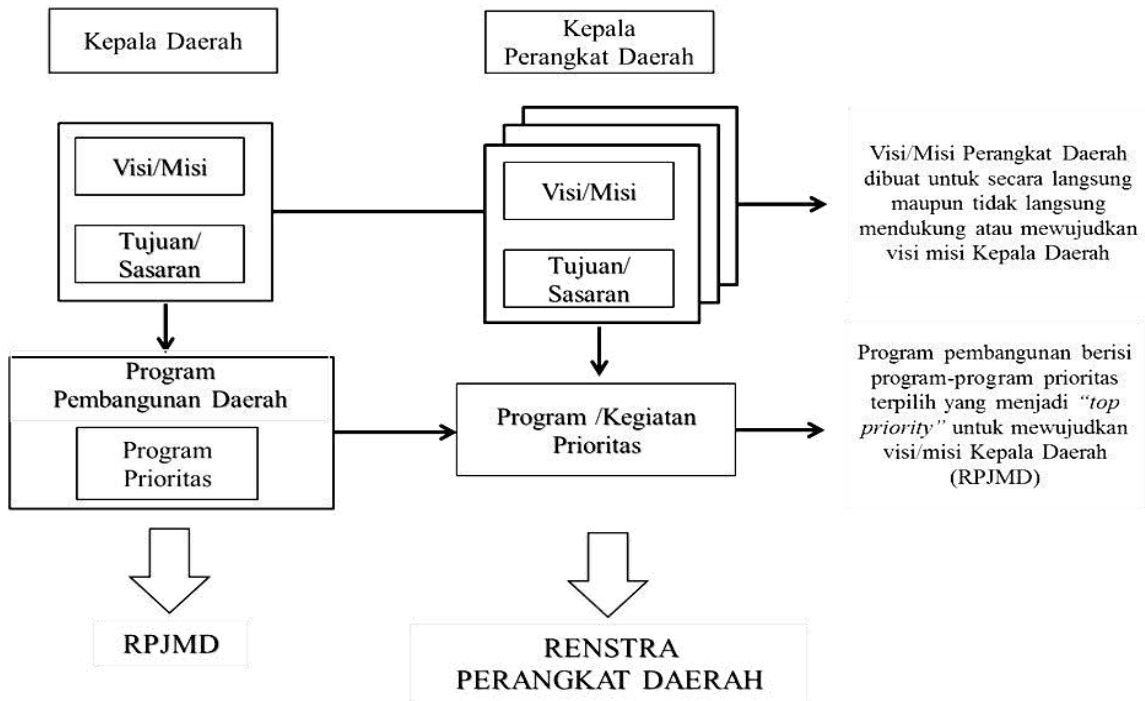 Kepala Daerah
Kepala
Perangkat Daerah
Visi/Misi
Tujuan/
Sasaran
Visi/Misi
Tujuan/
Sasaran
Visi/Misi Perangkat Daerah
dibuat untuk secara langsung
maupun tidak langsung
mendukung atau mewujudkan
visi misi Kepala Daerah
Program
Pembangunan Daerah
Program
Prioritas
Program /Kegiatan
Prioritas
Program pembangunan berisi
program-program prioritas
terpilih yang menjadi “top
priority” untuk mewujudkan
visi/misi Kepala Daerah
(RPJMD)
RPJMD
RENSTRA
PERANGKAT DAERAH